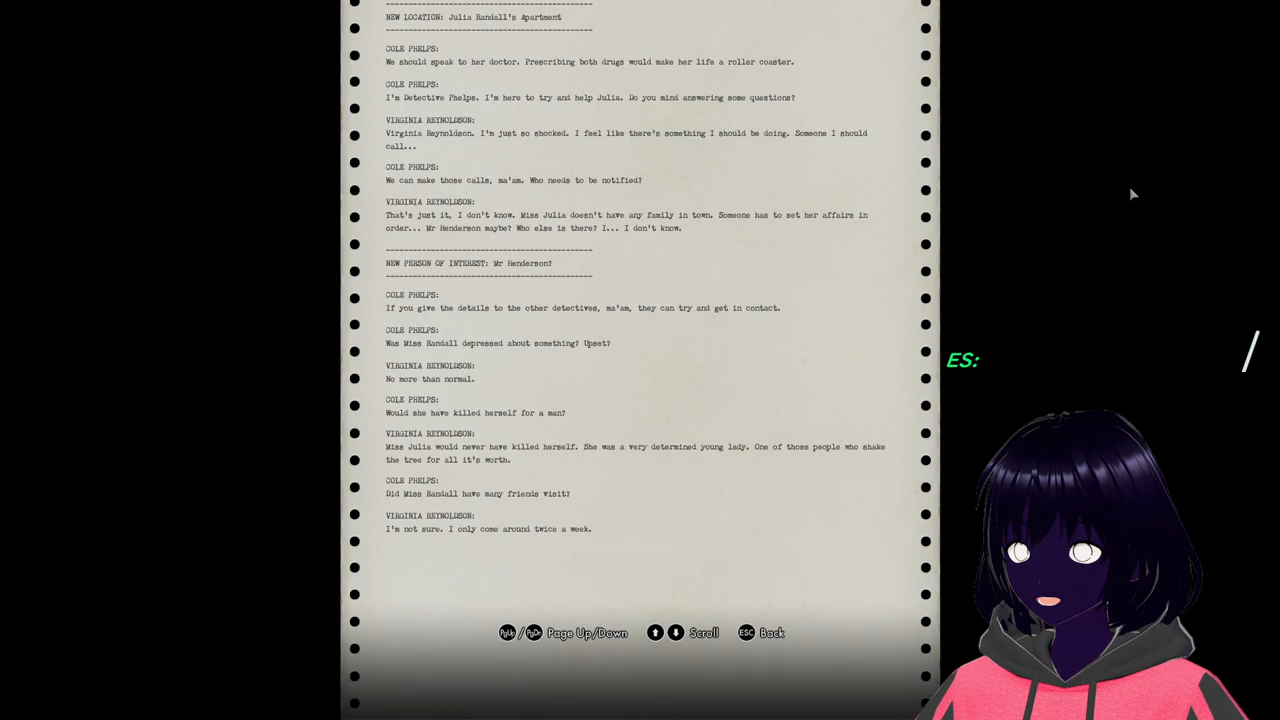 ---------------------------------------------
NEW LOCATION: Julia Randall's Apartment
---------------------------------------------
COLE PHELPS:
We should speak to her doctor. Prescribing both drugs would make her life a roller coaster.
COLE PHELPS:
I'm Detective Phelps. I'm here to try and help Julia. Do you mind answering some questions?
VIRGINIA REYNOLDSON:
Virginia Reynoldson. I'm just so shocked. I feel like there's something I should be doing. Someone I should
call...
COLE PHELPS:
We can make those calls, ma'am. Who needs to be notified?
VIRGINIA REYNOLDSON:
That's just it, I don't know. Miss Julia doesn't have any family in town. Someone has to set her affairs in
order... Mr Henderson maybe? Who else is there? I... I don't know.
---------------------------------------------
NEW PERSON OF INTEREST: Mr Henderson?
---------------------------------------------
COLE PHELPS:
If you give the details to the other detectives, ma'am, they can try and get in contact.
COLE PHELPS:
Was Miss Randall depressed about something? Upset?
VIRGINIA REYNOLDSON:
No more than normal.
COLE PHELPS:
Would she have killed herself for a man?
VIRGINIA REYNOLDSON:
Miss Julia would never have killed herself. She was a very determined young lady. One of those people who shake
the tree for all it's worth.
COLE PHELPS:
Did Miss Randall have many friends visit?
VIRGINIA REYNOLDSON:
I'm not sure. I only come around twice a week.
ES: /
PgUp / PgDn Page Up/Down ↑ ↓ Scroll ESC Back